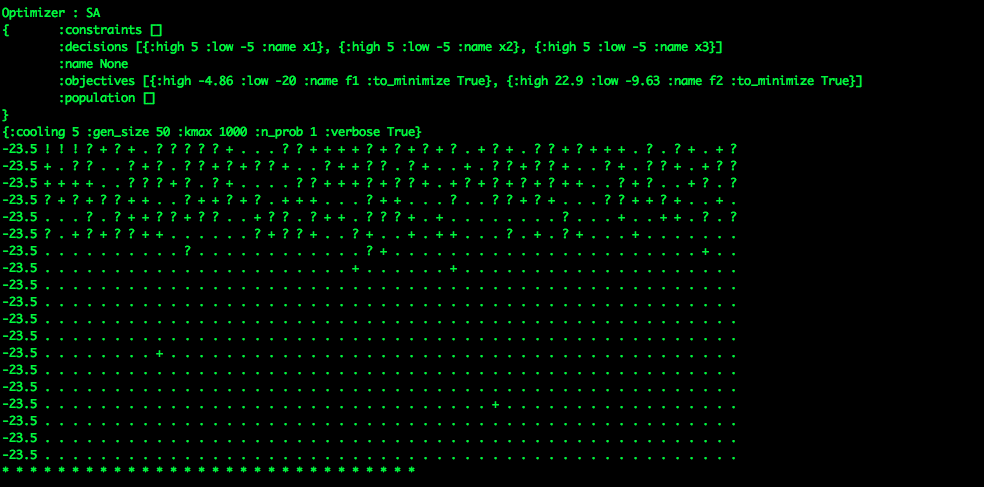 Optimizer : SA
{ :constraints []
:decisions [{:high 5 :low -5 :name x1}, {:high 5 :low -5 :name x2}, {:high 5 :low -5 :name x3}]
:name None
:objectives [{:high -4.86 :low -20 :name f1 :to_minimize True}, {:high 22.9 :low -9.63 :name f2 :to_minimize True}]
:population []
}
{:cooling 5 :gen_size 50 :kmax 1000 :n_prob 1 :verbose True}
-23.5 ! ! ! ? + ? + . ? ? ? ? ? + . . . ? ? + + + + ? + ? + ? + ? . + ? + . ? ? + ? + + + . ? . ? + . + ?
-23.5 + . ? ? . . ? + ? . ? + ? + ? ? + . . ? + + ? ? . ? + . . + . ? ? + ? ? + . . ? + . ? ? + . + ? ?
-23.5 + + + + . . ? ? ? + ? . ? + . . . . ? ? + + + ? + ? ? + . + ? + + + ? + ? + + . . ? + ? . . + ? . ?
-23.5 ? + ? + ? + + . . ? + + ? + ? . + + + . . . ? + + . . . . ? . . ? ? + ? + . . . ? ? + + ? + . . + .
-23.5 . . . ? . ? + + ? ? + ? ? . . + ? ? . ? + + . ? ? ? + . + . . . . . . . . ? . . . + . . + + . ? . ?
-23.5 ? . + ? + ? ? + + . . . . . . ? + ? ? + . . ? + . . + . + + . . . ? . + . ? + . . . + . . . . . . .
-23.5 . . . . . . . . . . ? . . . . . . . . . . . . ? + . . . . . . . . . . . . . . . . . . . . . . + . .
-23.5 . . . . . . . . . . . . . . . . . . . . . . + . . . . . . + . . . . . . . . . . . . . . . . . . . .
-23.5 . . . . . . . . . . . . . . . . . . . . . . . . . . . . . . . . . . . . . . . . . . . . . . . . . .
-23.5 . . . . . . . . . . . . . . . . . . . . . . . . . . . . . . . . . . . . . . . . . . . . . . . . . .
-23.5 . . . . . . . . . . . . . . . . . . . . . . . . . . . . . . . . . . . . . . . . . . . . . . . . . .
-23.5 . . . . . . . . . . . . . . . . . . . . . . . . . . . . . . . . . . . . . . . . . . . . . . . . . .
-23.5 . . . . . . . . + . . . . . . . . . . . . . . . . . . . . . . . . . . . . . . . . . . . . . . . . .
-23.5 . . . . . . . . . . . . . . . . . . . . . . . . . . . . . . . . . . . . . . . . . . . . . . . . . .
-23.5 . . . . . . . . . . . . . . . . . . . . . . . . . . . . . . . . . . . . . . . . . . . . . . . . . .
-23.5 . . . . . . . . . . . . . . . . . . . . . . . . . . . . . . . . + . . . . . . . . . . . . . . . . .
-23.5 . . . . . . . . . . . . . . . . . . . . . . . . . . . . . . . . . . . . . . . . . . . . . . . . . .
-23.5 . . . . . . . . . . . . . . . . . . . . . . . . . . . . . . . . . . . . . . . . . . . . . . . . . .
-23.5 . . . . . . . . . . . . . . . . . . . . . . . . . . . . . . . . . . . . . . . . . . . . . . . . . .
* * * * * * * * * * * * * * * * * * * * * * * * * * * * * *